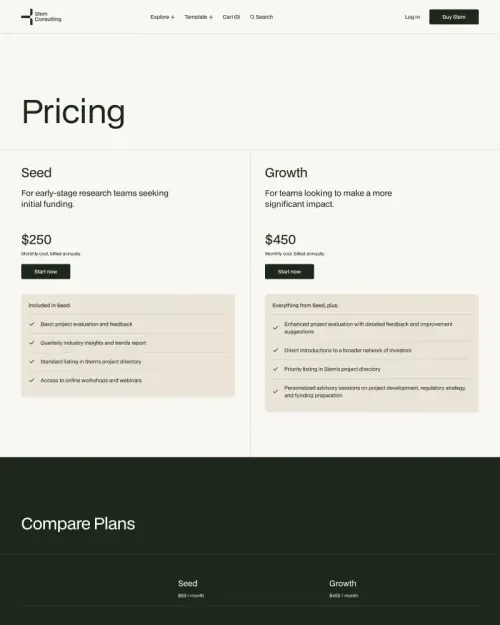 Stem
Consulting
Explore +
Template +
Cart (0)
Search
Log in
Buy Stem
Pricing
Seed
For early-stage research teams seeking
initial funding.
$250
Monthly cost, billed annually.
Start now
Included in Seed:
Basic project evaluation and feedback
Quarterly industry insights and trends report
Standard listing in Stem's project directory
Access to online workshops and webinars
Growth
For teams looking to make a more
significant impact.
$450
Monthly cost, billed annually.
Start now
Everything from Seed, plus:
Enhanced project evaluation with detailed feedback and improvement
suggestions
Direct introductions to a broader network of investors
Priority listing in Stem's project directory
Personalized advisory sessions on project development, regulatory strategy,
and funding preparation
Compare Plans
Seed
/ month
Growth
$450 / month